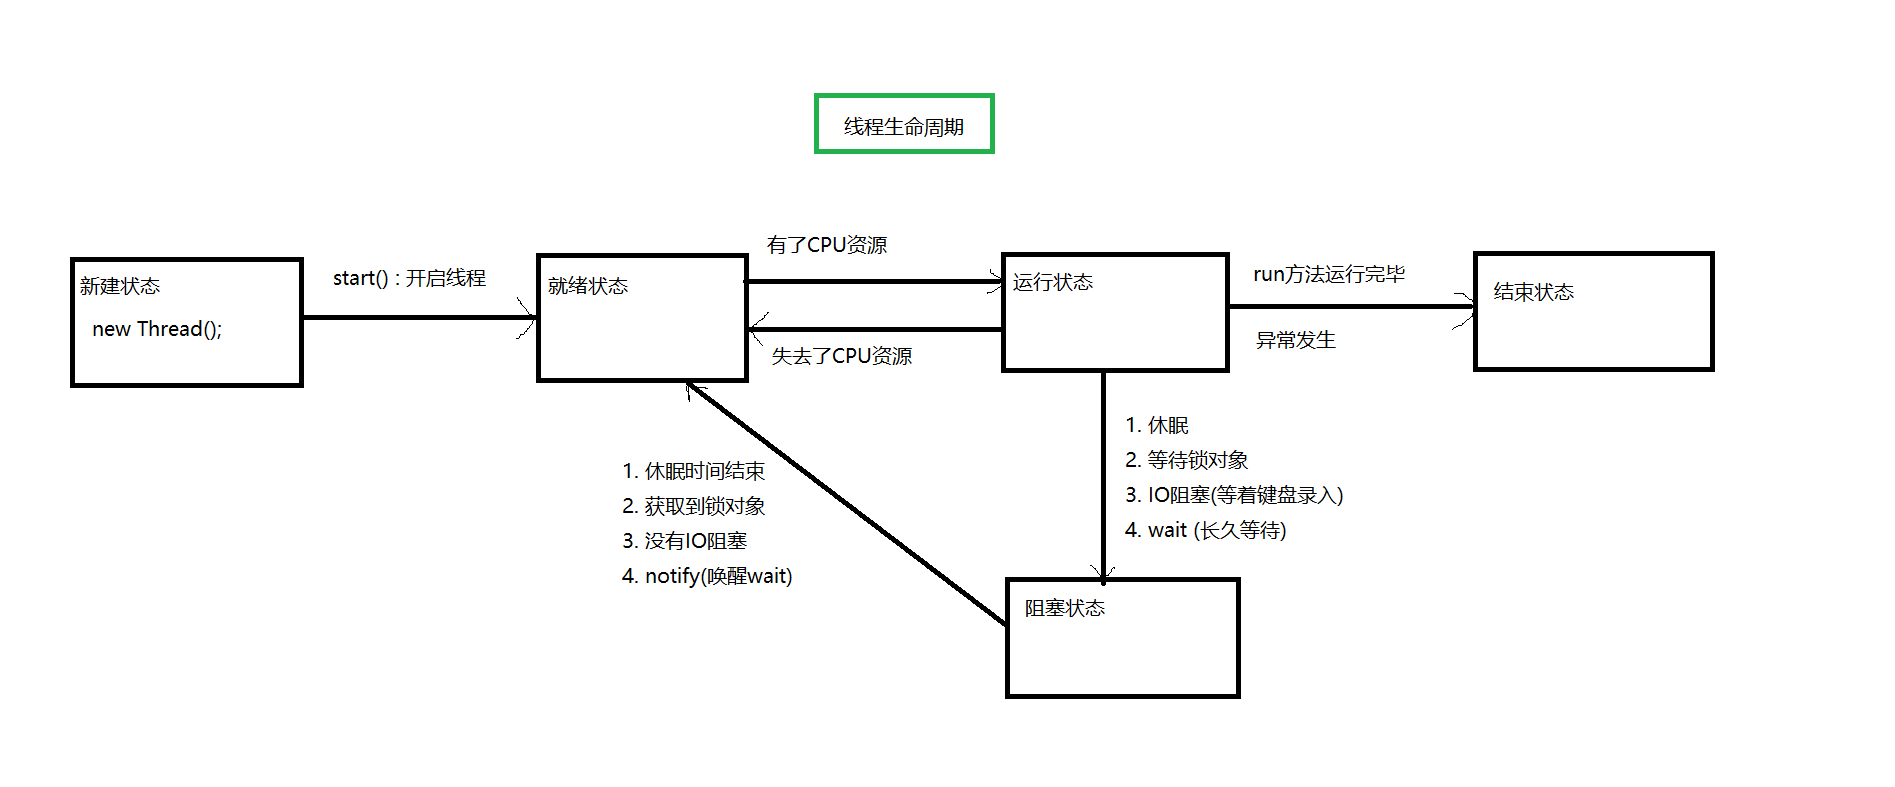 线程生命周期
新建状态
new Thread();
start() : 开启线程
就绪状态
有了CPU资源
失去了CPU资源
运行状态
run方法运行完毕
异常发生
结束状态
1. 休眠
2. 等待锁对象
3. IO阻塞(等着键盘录入)
4. wait (长久等待)
1. 休眠时间结束
2. 获取到锁对象
3. 没有IO阻塞
4. notify(唤醒wait)
阻塞状态